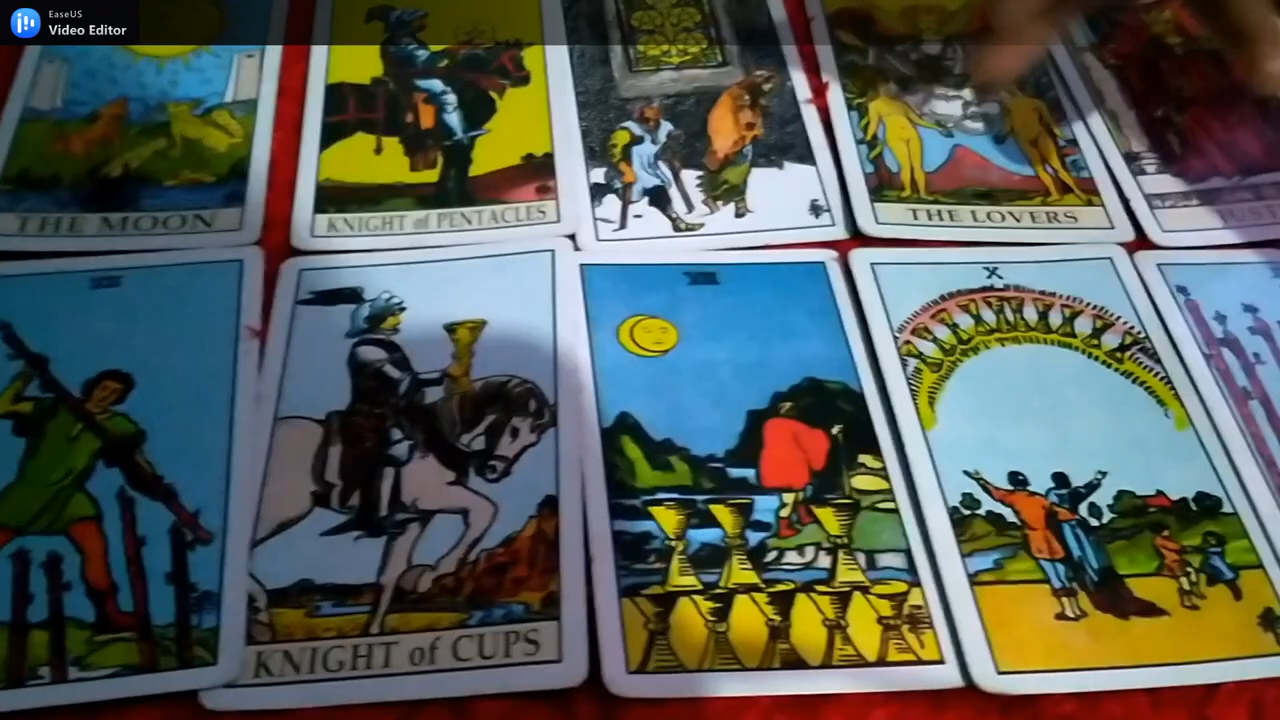 EaseUS
Video Editor
THE MOON
KNIGHT of PENTACLES
THE LOVERS
X
KNIGHT of CUPS